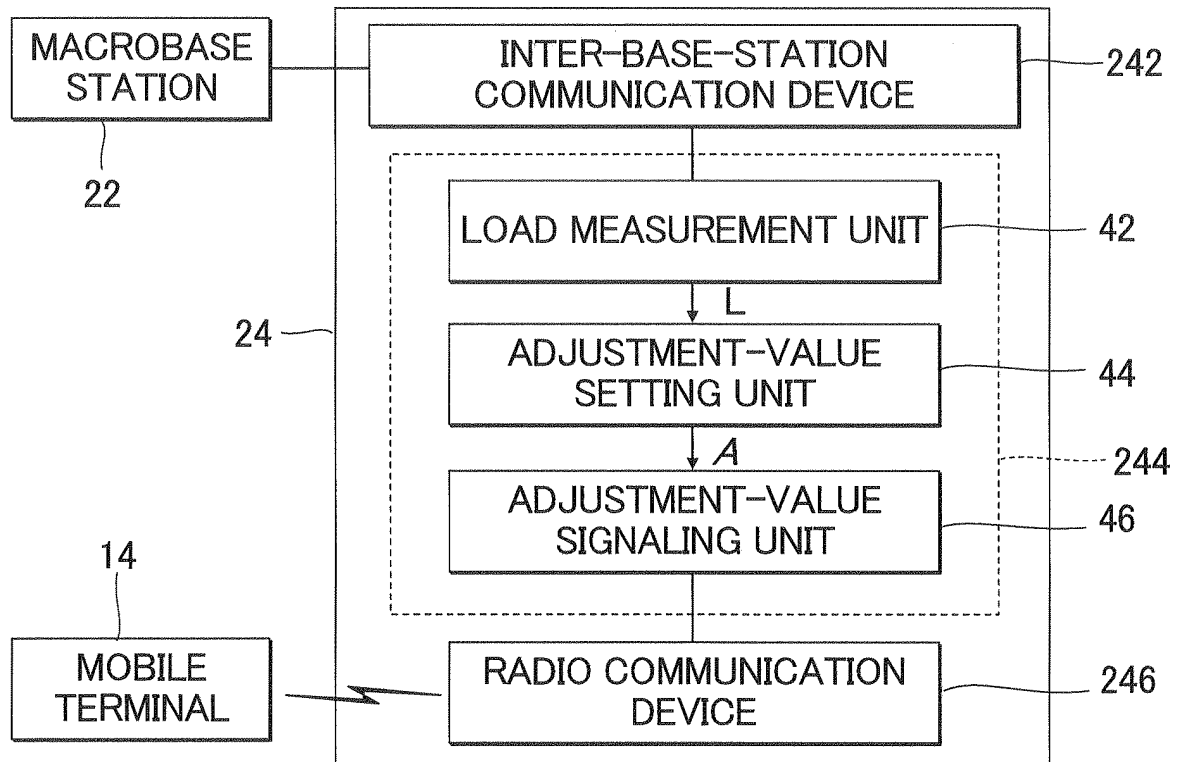 MACROBASE
STATION
22
INTER-BASE-STATION
COMMUNICATION DEVICE
242
LOAD MEASUREMENT UNIT
42
L
24
ADJUSTMENT-VALUE
SETTING UNIT
44
A
244
ADJUSTMENT-VALUE
SIGNALING UNIT
46
14
MOBILE
TERMINAL
RADIO COMMUNICATION
DEVICE
246